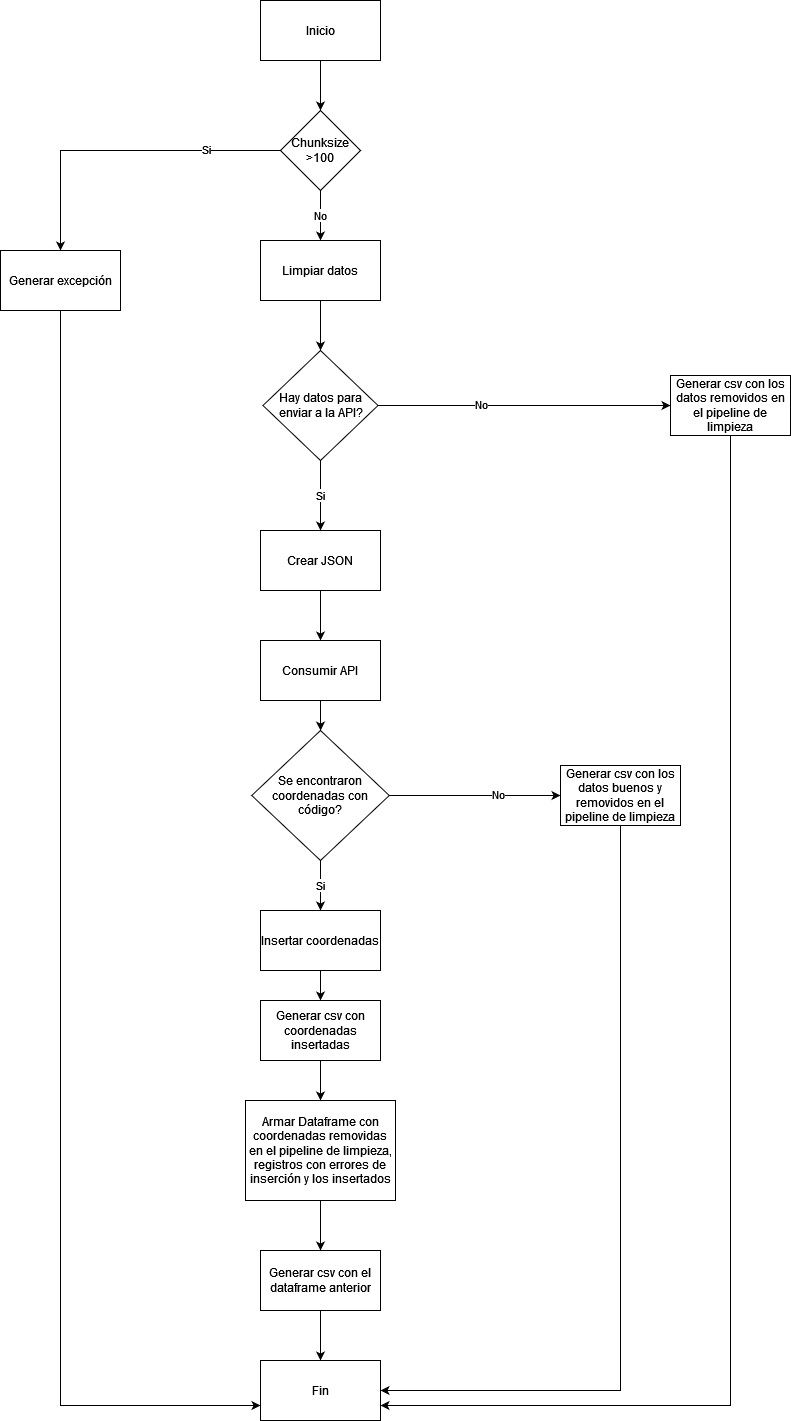 Inicio
Chunksize
>100
Si
No
Generar excepción
Limpiar datos
Hay datos para
enviar a la API?
No
Generar csv con los
datos removidos en
el pipeline de
limpieza
Si
Crear JSON
Consumir API
Se encontraron
coordenadas con
código?
No
Generar csv con los
datos buenos y
removidos en el
pipeline de limpieza
Si
Insertar coordenadas
Generar csv con
coordenadas
insertadas
Armar Dataframe con
coordenadas removidas
en el pipeline de limpieza,
registros con errores de
inserción y los insertados
Generar csv con el
dataframe anterior
Fin